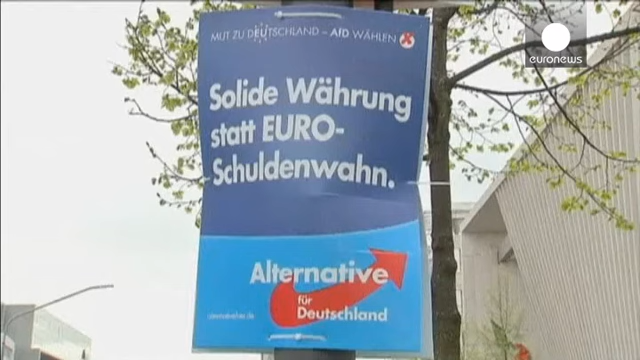 MUT ZU DEUTSCHLAND – AfD WÄHLEN
Solide Währung
statt EURO-
Schuldenwahn.
Alternative
für
Deutschland
euronews